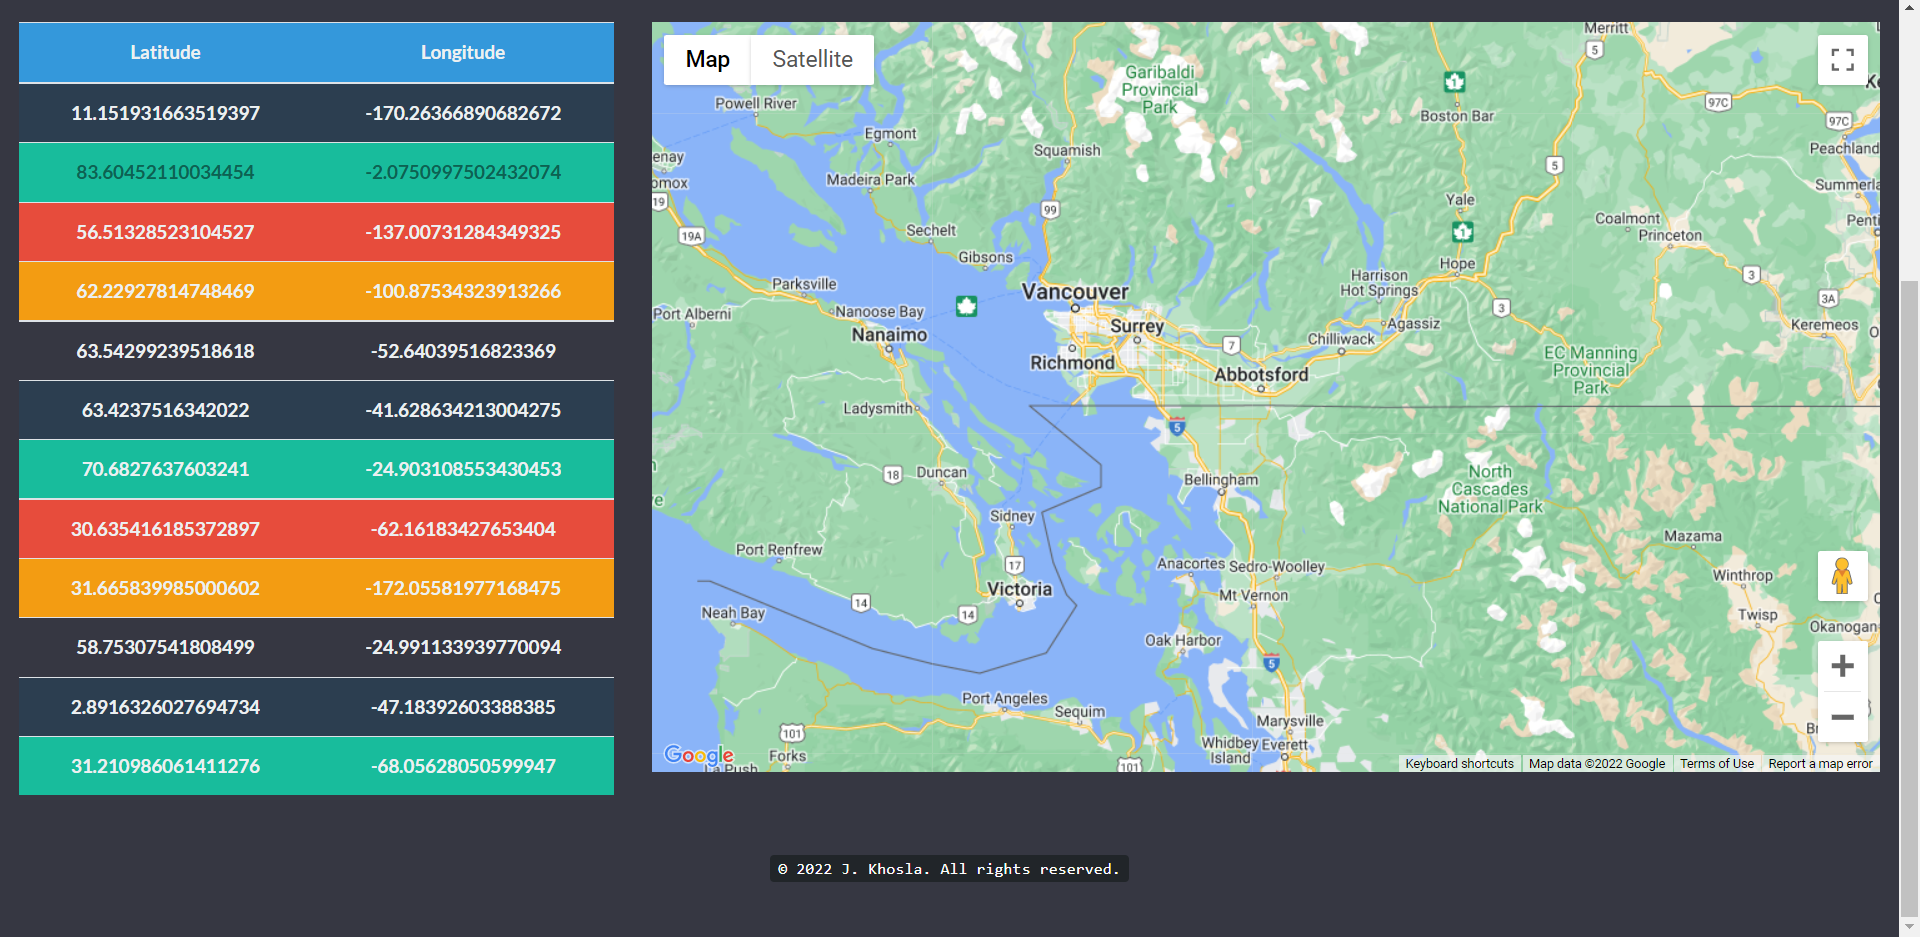 Latitude Longitude
11.151931663519397 -170.26366890682672
83.60452110034454 -2.0750997502432074
56.51328523104527 -137.00731284349325
62.22927814748469 -100.87534323913266
63.54299239518618 -52.64039516823369
63.4237516342022 -41.628634213004275
70.6827637603241 -24.903108553430453
30.635416185372897 -62.16183427653404
31.665839985000602 -172.05581977168475
58.75307541808499 -24.991133939770094
2.8916326027694734 -47.18392603388385
31.210986061411276 -68.05628050599947
Map Satellite
Merritt
5
Garibaldi
Provincial
Park
1
97C
Powell River
Boston Bar
97C
Egmont
Squamish
Peachland
enay
5
Madeira Park
omox
Summerla
19
99
Yale
Coalmont
Penti
19A
Sechelt
1
Princeton
Gibsons
Hope
Harrison
Hot Springs
3
Parksville
Vancouver
3A
Port Alberni
Nanoose Bay
3
Nanaimo
Surrey
Agassiz
Keremeos
O
Chilliwack
7
Richmond
EC Manning
Provincial
Park
Abbotsford
Ladysmith
5
18
Duncan
Bellingham
North
Cascades
National Park
Sidney
Mazama
Port Renfrew
17
Anacortes
Sedro-Woolley
Winthrop
Victoria
Mt Vernon
14
14
Neah Bay
Twisp
Okanogan
Oak Harbor
5
Port Angeles
Sequim
Marysville
101
Whidbey
Island
Everett
Forks
La Push
101
Google
Keyboard shortcuts Map data ©2022 Google Terms of Use Report a map error
© 2022 J. Khosla. All rights reserved.